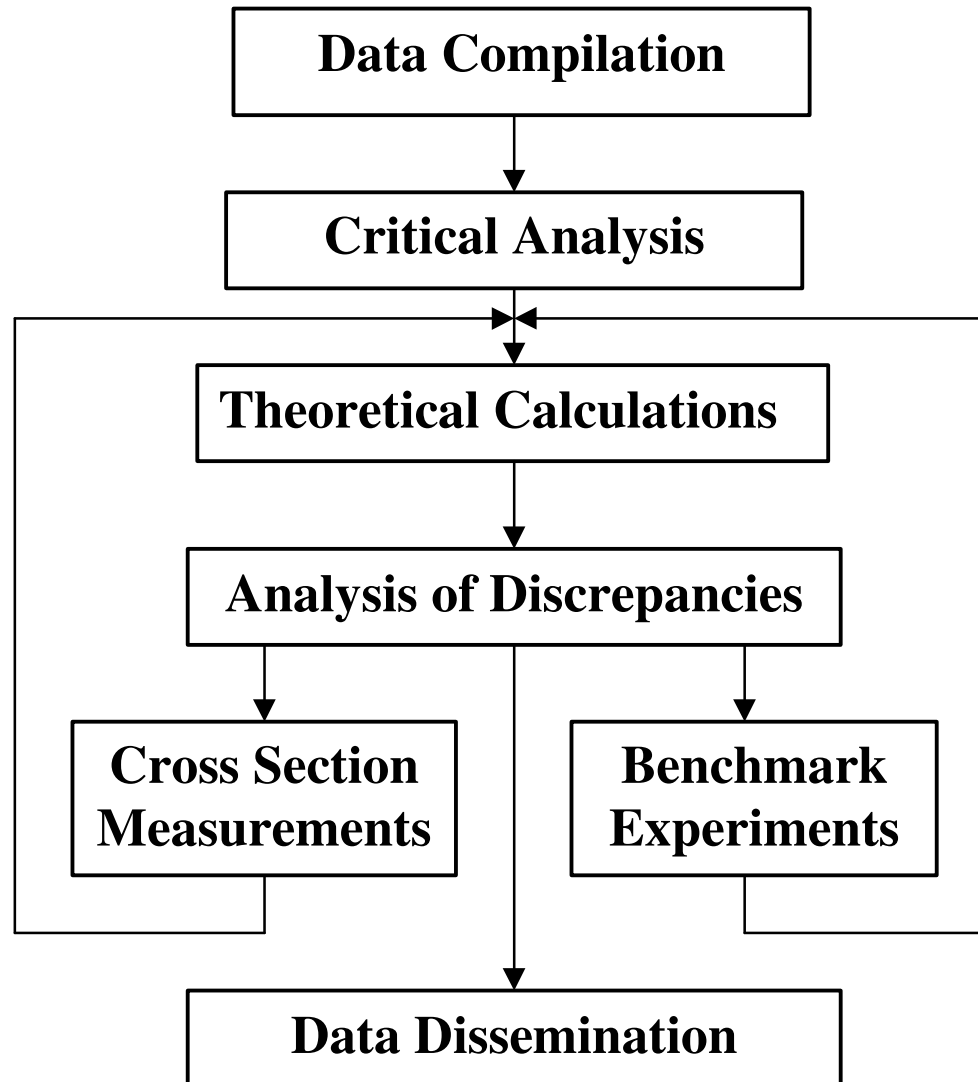 Data Compilation
Critical Analysis
Theoretical Calculations
Analysis of Discrepancies
Cross Section
Measurements
Benchmark
Experiments
Data Dissemination